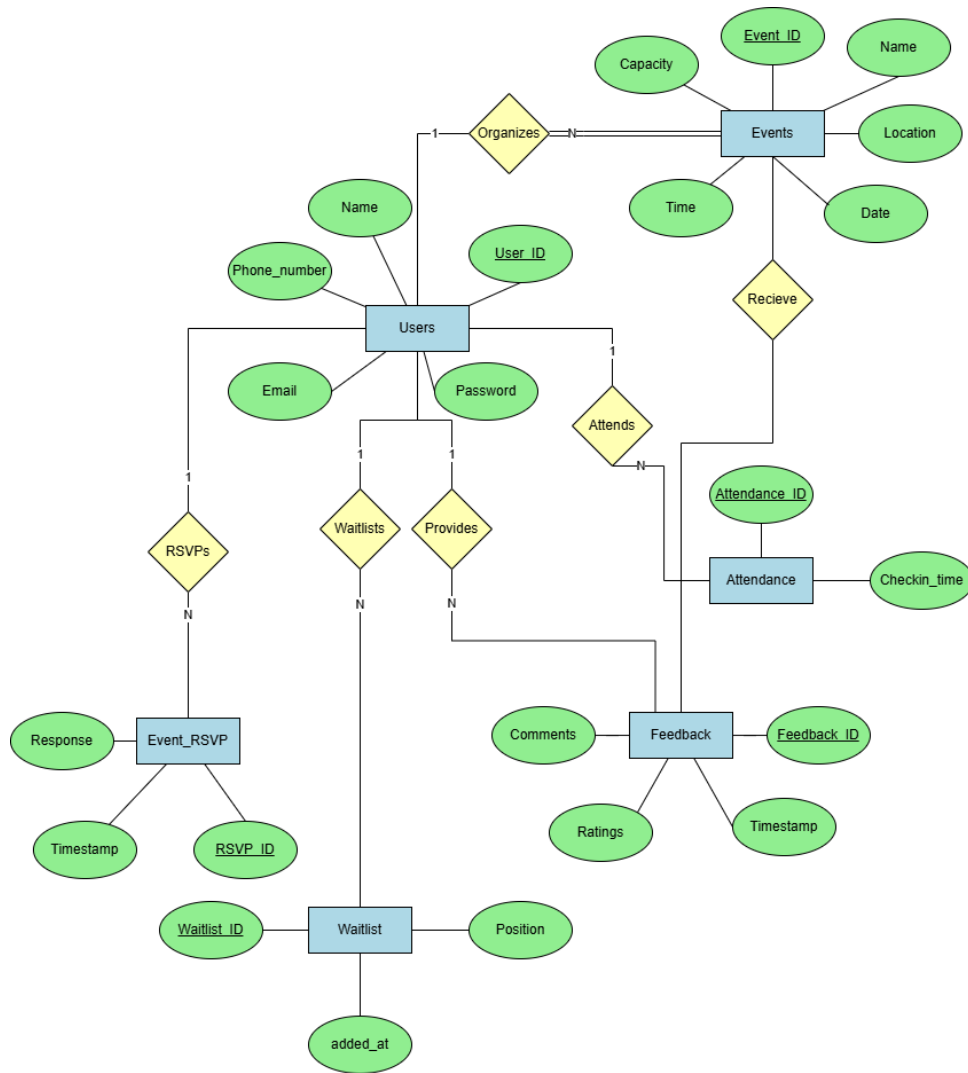 Event_ID
Name
Capacity
1
Organizes
N
Events
Location
Name
Time
Date
User_ID
Phone_number
Recieve
Users
1
Email
Password
1
Attends
1
1
1
N
Attendance_ID
RSVPs
Waitlists
Provides
Attendance
Checkin_time
N
N
N
Response
Event_RSVP
Comments
Feedback
Feedback_ID
Timestamp
RSVP_ID
Ratings
Timestamp
Waitlist_ID
Waitlist
Position
added_at